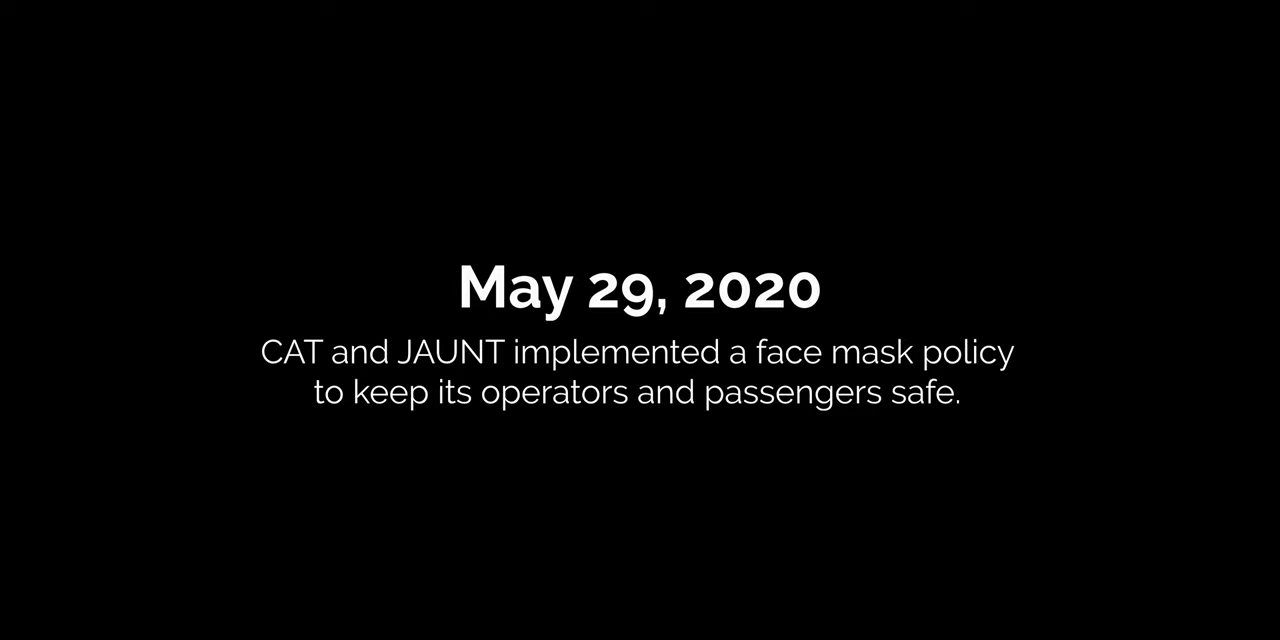 May 29, 2020
CAT and JAUNT implemented a face mask policy
to keep its operators and passengers safe.